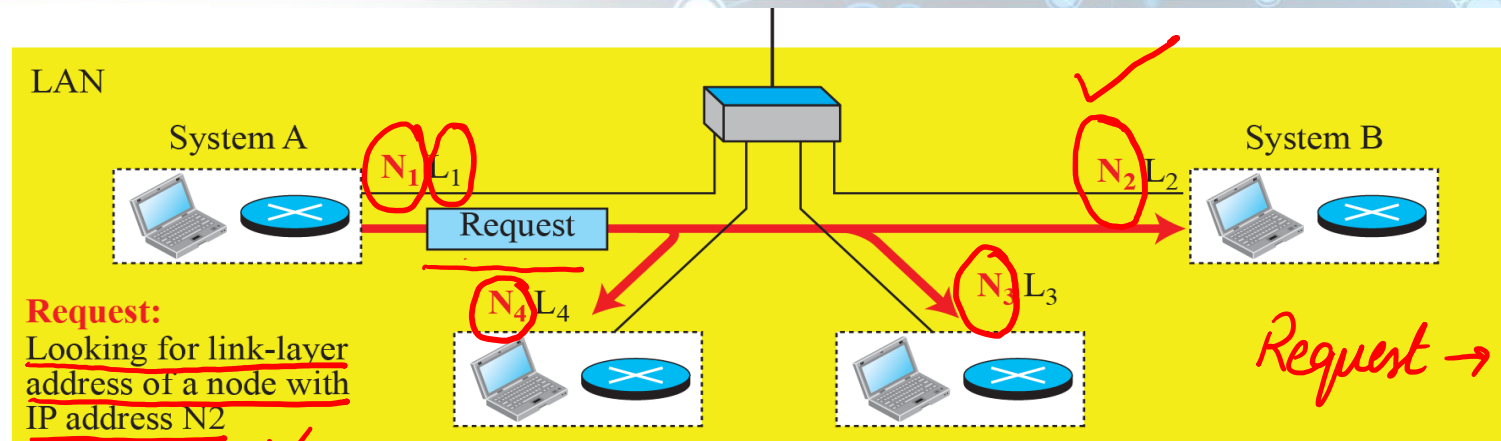 LAN
System A
System B
N₁ L₁
N₂ L₂
Request
N₄ L₄
N₃ L₃
Request:
Looking for link-layer
address of a node with
IP address N2
Request →